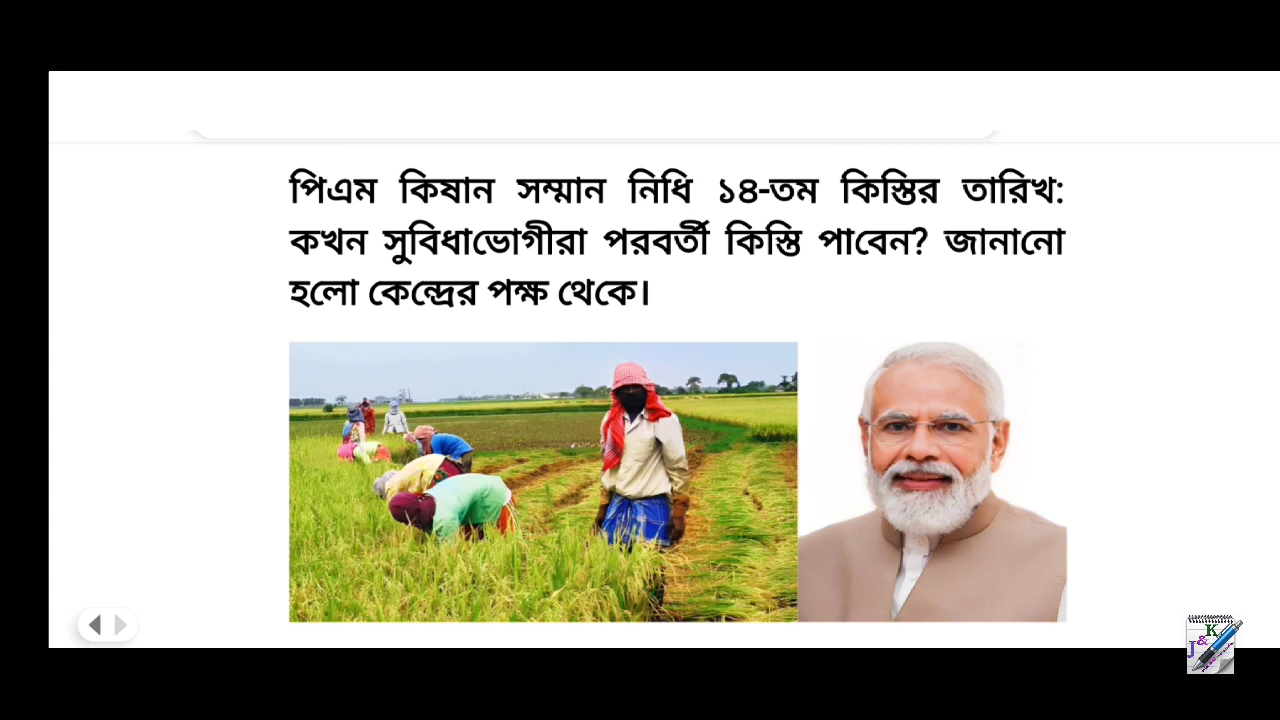 পিএম কিষান সম্মান নিধি ১৪-তম কিস্তির তারিখ:
কখন সুবিধাভোগীরা পরবর্তী কিস্তি পাবেন? জানানো
হলো কেন্দ্রের পক্ষ থেকে।
J&K